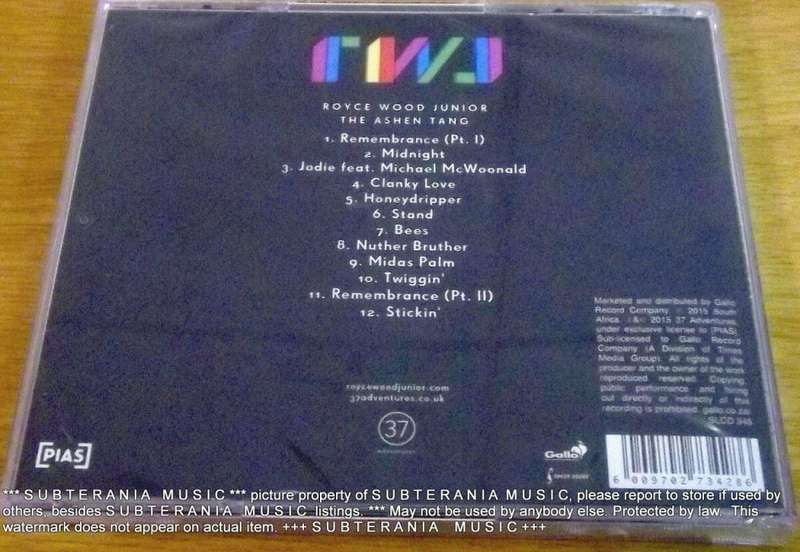 rwj
ROYCE WOOD JUNIOR
THE ASHEN TANG
1. Remembrance (Pt. I)
2. Midnight
3. Jodie feat. Michael McWoonald
4. Clanky Love
5. Honeydripper
6. Stand
7. Bees
8. Nuther Bruther
9. Midas Palm
10. Twiggin'
11. Remembrance (Pt. II)
12. Stickin'
Marketed and distributed by Gallo
Record Company © 2015 South
Africa. 2015 37 Adventures
under exclusive license to [PIAS].
Sub-licensed to Gallo Record
Company (A Division of Times
Media Group). All rights of the
producer and the owner of the work
reproduced reserved. Copying,
public performance and hiring
out directly or indirectly of this
recording is prohibited. gallo.co.za
SLCD 345
roycewoodjunior.com
37adventures.co.uk
37
[PIAS]
Gallo
6 009702 734286
*** S U B T E R A N I A M U S I C *** picture property of S U B T E R A N I A M U S I C, please report to store if used by
others, besides S U B T E R A N I A M U S I C listings. *** May not be used by anybody else. Protected by law. This
watermark does not appear on actual item. +++ S U B T E R A N I A M U S I C +++